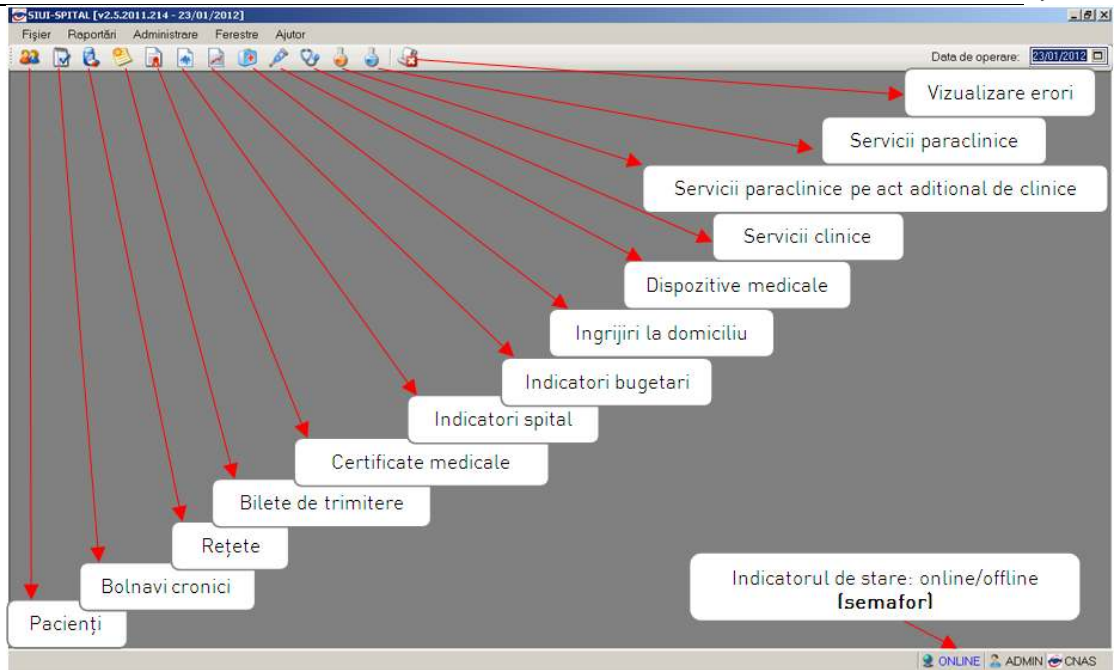 SIUI-SPITAL [v2.5.2011.214 - 23/01/2012]
Fişier Raportări Administrare Ferestre Ajutor
Data de operare: 23/01/2012
Vizualizare erori
Servicii paraclinice
Servicii paraclinice pe act aditional de clinice
Servicii clinice
Dispozitive medicale
Ingrijiri la domiciliu
Indicatori bugetari
Indicatori spital
Certificate medicale
Bilete de trimitere
Rețete
Bolnavi cronici
Pacienți
Indicatorul de stare: online/offline
(semafor)
ONLINE ADMIN CNAS